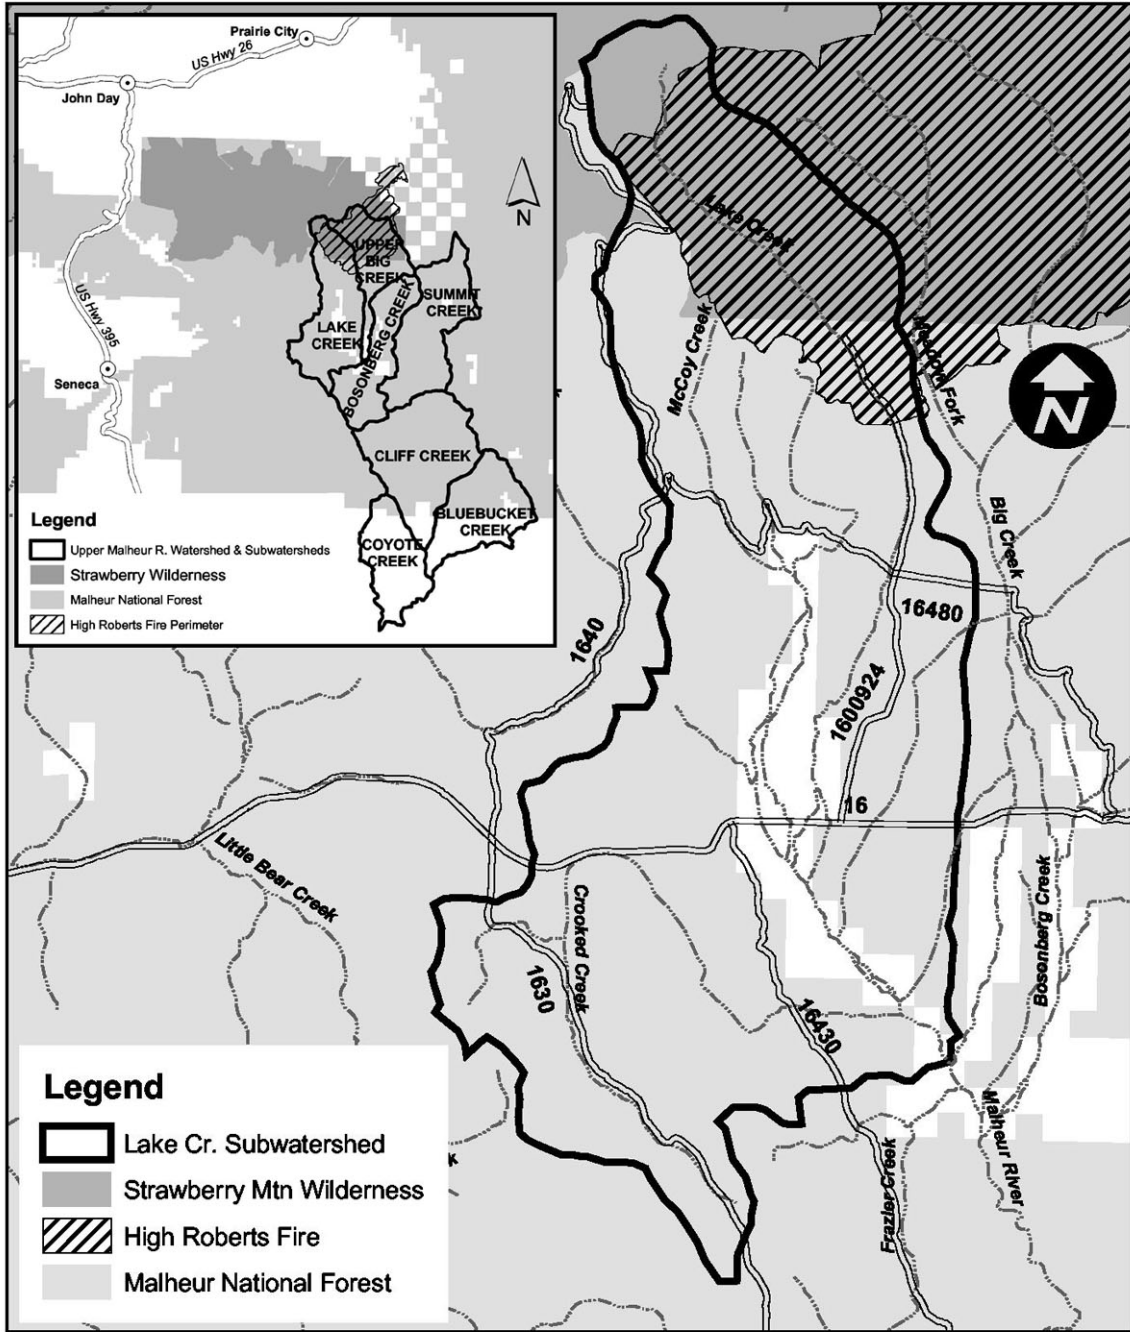 Prairie City
US Hwy 26
John Day
N
US Hwy 395
UPPER
BIG
CREEK
SUMMIT
CREEK
LAKE
CREEK
BOSONBERG CREEK
Seneca
CLIFF CREEK
BLUEBUCKET
CREEK
COYOTE
CREEK
Legend
Upper Malheur R. Watershed & Subwatersheds
Strawberry Wilderness
Malheur National Forest
High Roberts Fire Perimeter
Lake Creek
McCoy Creek
Meadow Fork
N
Big Creek
16480
1640
1600924
16
Little Bear Creek
Crooked Creek
Bosonberg Creek
1630
16430
Malheur River
Frazier Creek
Legend
Lake Cr. Subwatershed
Strawberry Mtn Wilderness
High Roberts Fire
Malheur National Forest